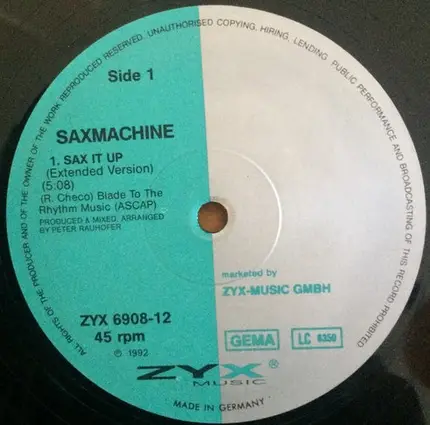 ALL RIGHTS OF THE PRODUCER AND OF THE OWNER OF THE WORK REPRODUCED RESERVED. UNAUTHORISED COPYING, HIRING, LENDING, PUBLIC PERFORMANCE AND BROADCASTING OF THIS RECORD PROHIBITED
Side 1
SAXMACHINE
1. SAX IT UP
(Extended Version)
(5:08)
(R. Checo) Blade To The
Rhythm Music (ASCAP)
PRODUCED & MIXED, ARRANGED
BY PETER RAUHOFER
marketed by
ZYX-MUSIC GMBH
ZYX 6908-12
45 rpm
℗ 1992
GEMA
LC 6350
ZYX®
MUSIC
· MADE IN GERMANY ·